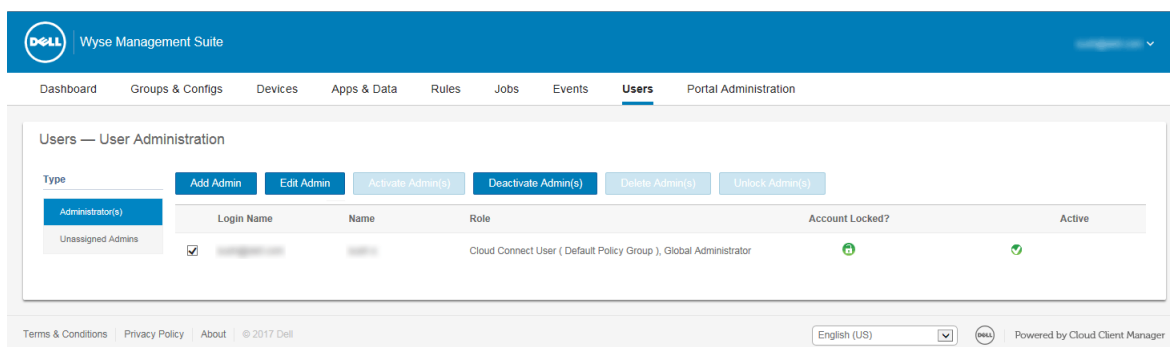 DELL Wyse Management Suite
Dashboard Groups & Configs Devices Apps & Data Rules Jobs Events Users Portal Administration
Users — User Administration
Type
Add Admin Edit Admin Activate Admin(s) Deactivate Admin(s) Delete Admin(s) Unlock Admin(s)
Administrator(s)
Unassigned Admins
Login Name Name Role Account Locked? Active
Cloud Connect User ( Default Policy Group ), Global Administrator
Terms & Conditions Privacy Policy About © 2017 Dell English (US) DELL Powered by Cloud Client Manager